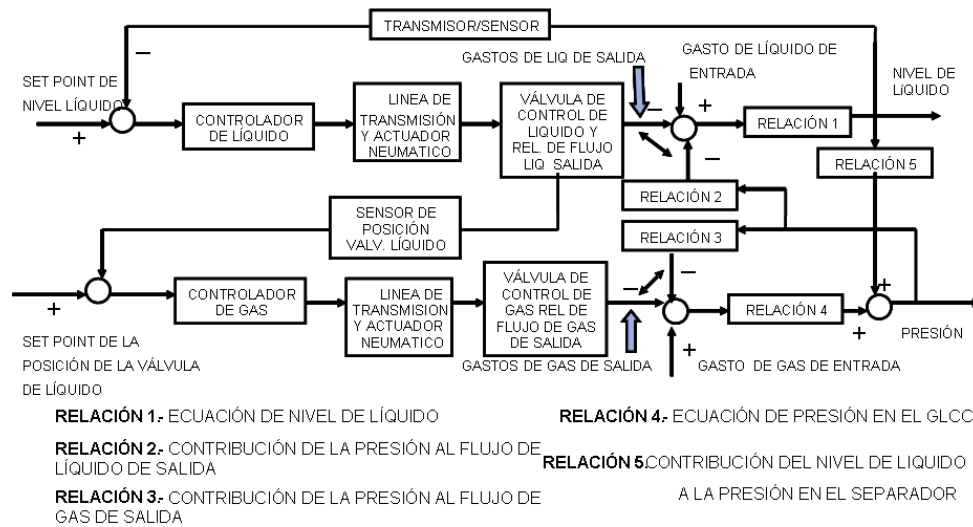 TRANSMISOR/SENSOR
–
GASTOS DE LIQ DE SALIDA
GASTO DE LÍQUIDO DE
ENTRADA
NIVEL DE
LÍQUIDO
SET POINT DE
NIVEL LÍQUIDO
+
CONTROLADOR
DE LÍQUIDO
LINEA DE
TRANSMISIÓN
Y ACTUADOR
NEUMATICO
VÁLVULA DE
CONTROL DE
LIQUIDO Y
REL. DE FLUJO
LIQ SALIDA
–
+
–
RELACIÓN 1
RELACIÓN 5
RELACIÓN 2
RELACIÓN 3
SENSOR DE
POSICIÓN
VALV. LÍQUIDO
+
CONTROLADOR
DE GAS
LINEA DE
TRANSMISION
Y ACTUADOR
NEUMATICO
VÁLVULA DE
CONTROL DE
GAS REL DE
FLUJO DE GAS
DE SALIDA
–
–
+
RELACIÓN 4
+
+
PRESIÓN
SET POINT DE LA
POSICIÓN DE LA VÁLVULA
DE LÍQUIDO
GASTOS DE GAS DE SALIDA
GASTO DE GAS DE ENTRADA
RELACIÓN 1.- ECUACIÓN DE NIVEL DE LÍQUIDO
RELACIÓN 2.- CONTRIBUCIÓN DE LA PRESIÓN AL FLUJO DE
LÍQUIDO DE SALIDA
RELACIÓN 3.- CONTRIBUCIÓN DE LA PRESIÓN AL FLUJO DE
GAS DE SALIDA
RELACIÓN 4.- ECUACIÓN DE PRESIÓN EN EL GLCC
RELACIÓN 5.CONTRIBUCIÓN DEL NIVEL DE LIQUIDO
A LA PRESIÓN EN EL SEPARADOR